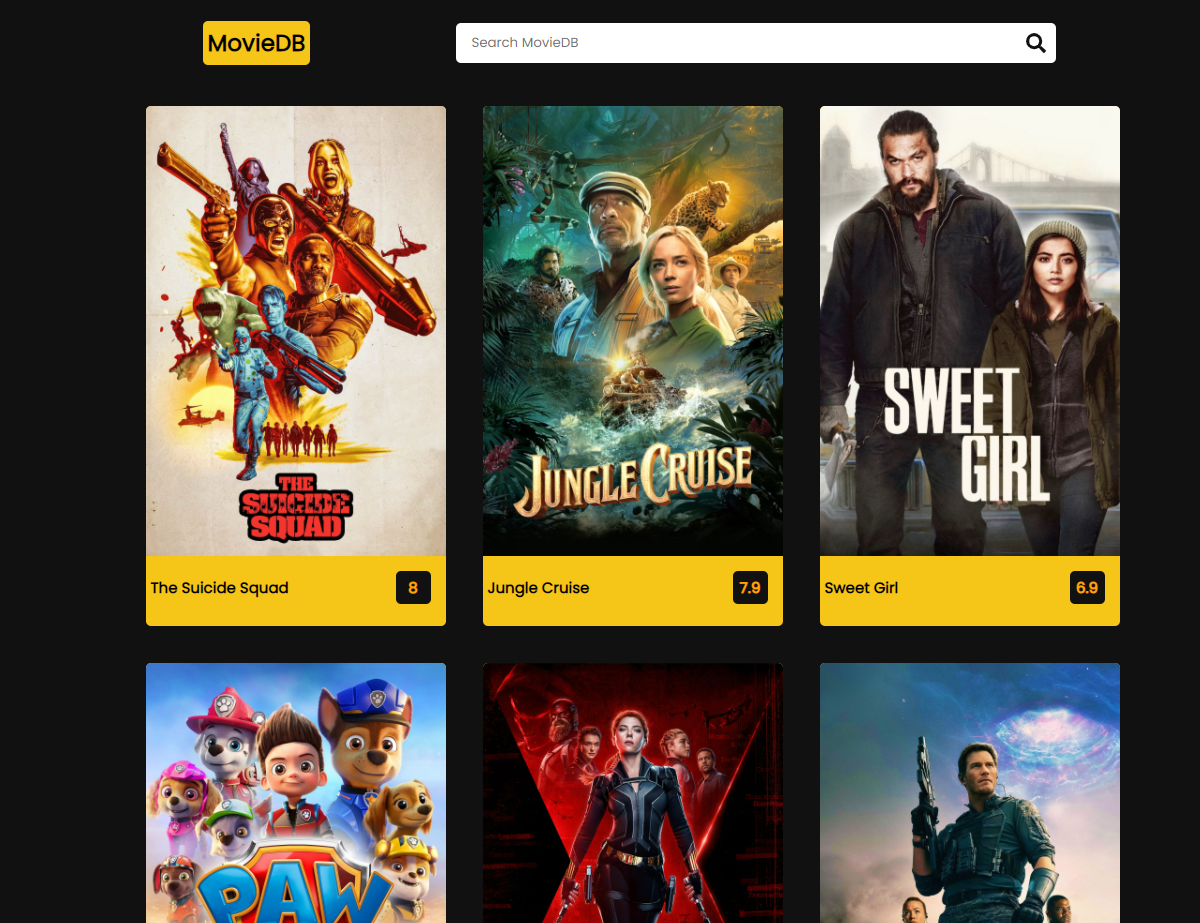 MovieDB
Search MovieDB
THE
SUICIDE
SQUAD
JUNGLE CRUISE
SWEET
GIRL
The Suicide Squad
8
Jungle Cruise
7.9
Sweet Girl
6.9
PAW